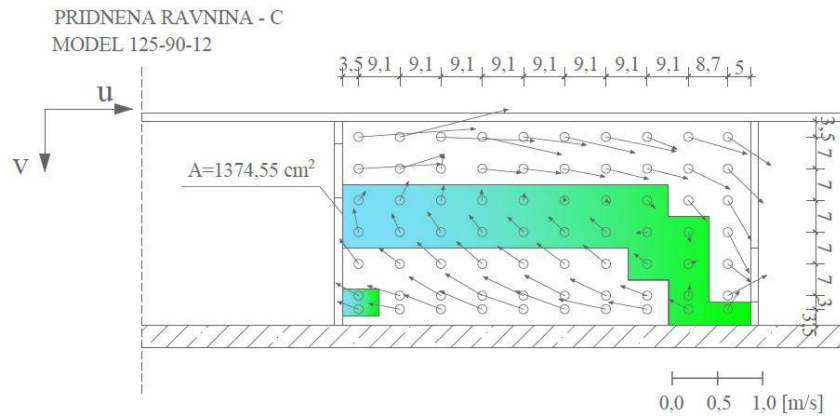 PRIDNENA RAVNINA - C
MODEL 125-90-12
3,5 9,1 9,1 9,1 9,1 9,1 9,1 9,1 8,7 5
u
v
A=1374,55 cm²
3,5
7
7
7
7
7
3
3,5
0,0 0,5 1,0 [m/s]